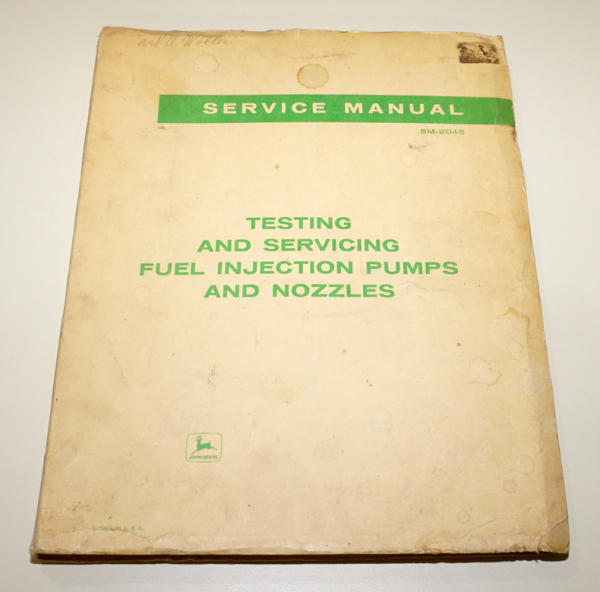 SERVICE MANUAL
SM-2045
TESTING
AND SERVICING
FUEL INJECTION PUMPS
AND NOZZLES
JOHN DEERE